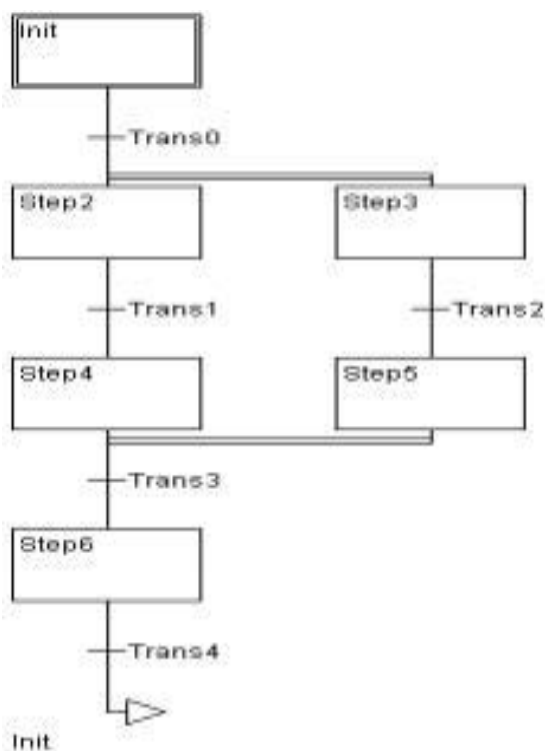 Init
Trans0
Step2
Step3
Trans1
Trans2
Step4
Step5
Trans3
Step6
Trans4
Init